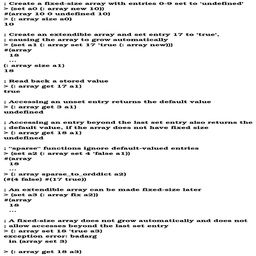 ; Create a fixed-size array with entries 0-9 set to 'undefined'
> (set a0 (: array new 10))
#(array 10 0 undefined 10)
> (: array size a0)
10
; Create an extendible array and set entry 17 to 'true',
; causing the array to grow automatically
> (set a1 (: array set 17 'true (: array new)))
#(array
18
...
(: array size a1)
18
; Read back a stored value
> (: array get 17 a1)
true
; Accessing an unset entry returns the default value
> (: array get 3 a1)
undefined
; Accessing an entry beyond the last set entry also returns the
; default value, if the array does not have fixed size
> (: array get 18 a1)
undefined
; "sparse" functions ignore default-valued entries
> (set a2 (: array set 4 'false a1))
#(array
18
...
> (: array sparse_to_orddict a2)
(#(4 false) #(17 true))
; An extendible array can be made fixed-size later
> (set a3 (: array fix a2))
#(array
18
...
; A fixed-size array does not grow automatically and does not
; allow accesses beyond the last set entry
> (: array set 18 'true a3)
exception error: badarg
in (array set 3)
> (: array get 18 a3)